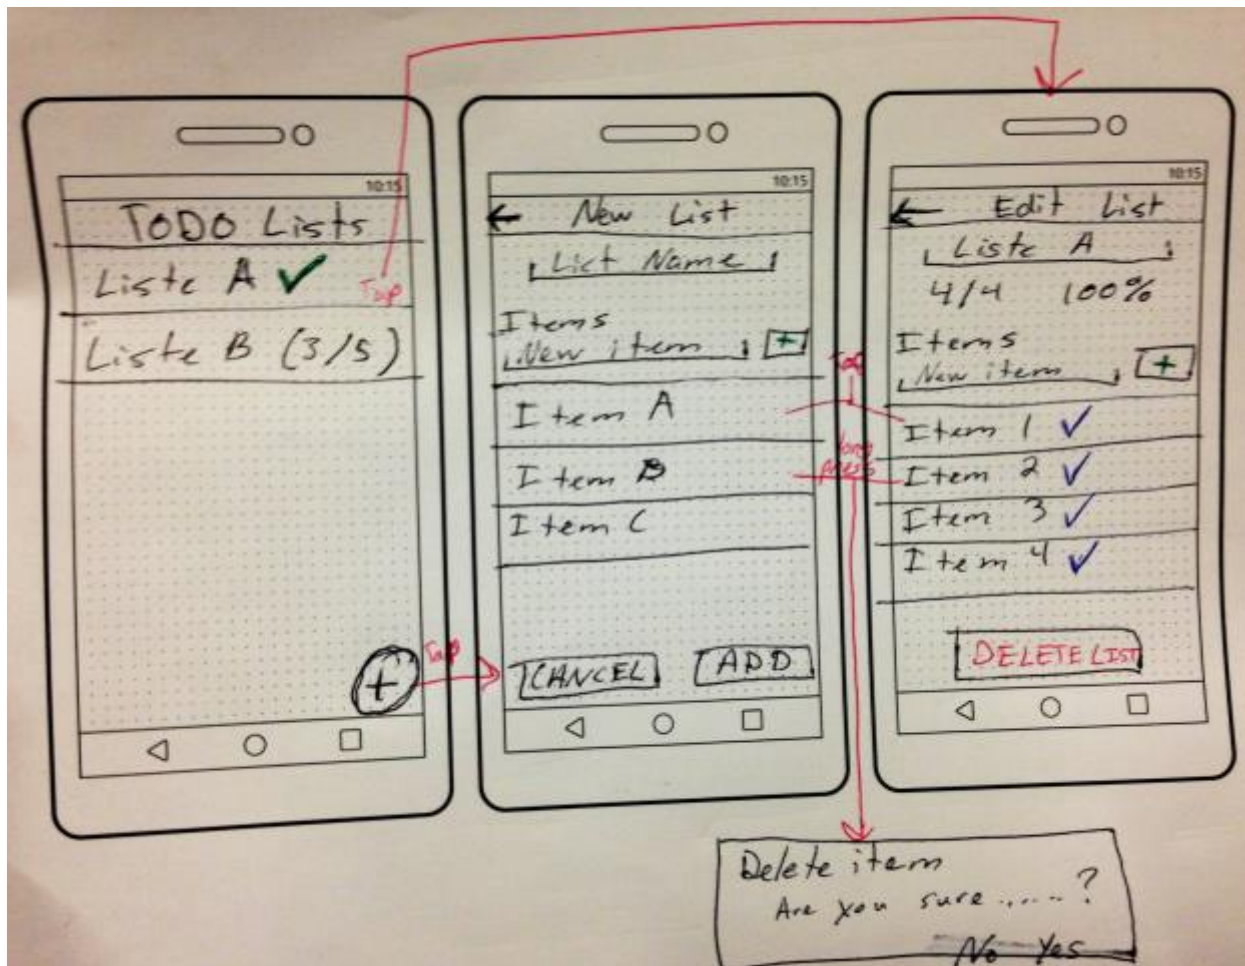 10:15
TODO Lists
Liste A ✓
Tap
Liste B (3/5)
+
Tap
10:15
← New List
List Name
Items
New item +
Item A
Item B
Item C
CANCEL ADD
Tap
long
press
10:15
← Edit List
Liste A
4/4 100%
Items
New item +
Item 1 ✓
Item 2 ✓
Item 3 ✓
Item 4 ✓
DELETE LIST
Delete item
Are you sure ......?
No Yes